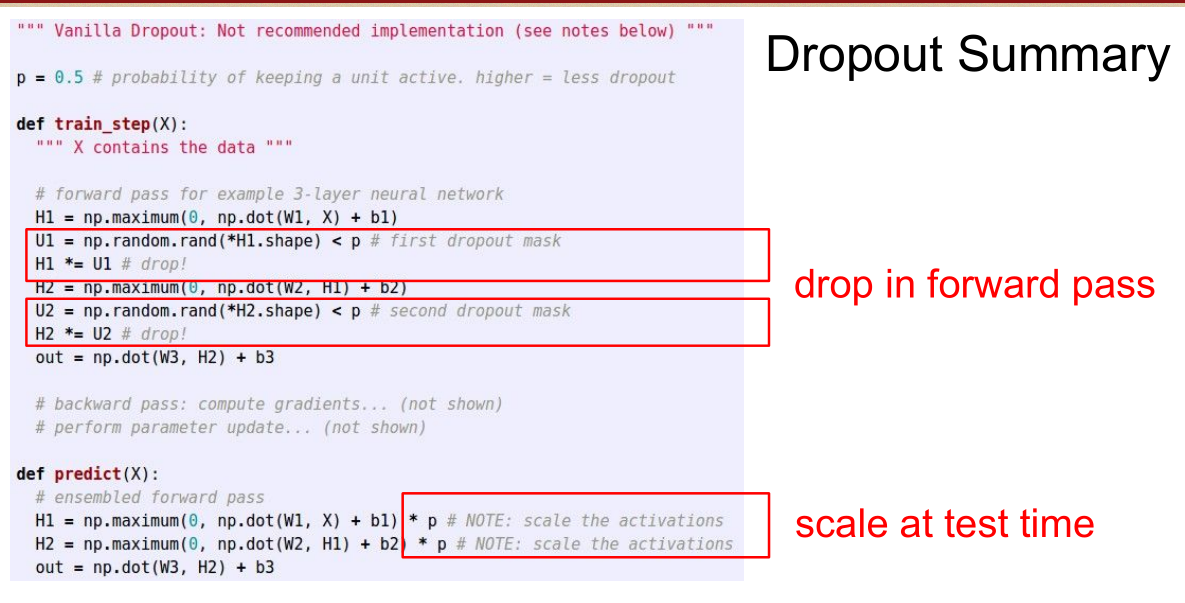 """ Vanilla Dropout: Not recommended implementation (see notes below) """
Dropout Summary
p = 0.5 # probability of keeping a unit active. higher = less dropout
def train_step(X):
""" X contains the data """
# forward pass for example 3-layer neural network
H1 = np.maximum(0, np.dot(W1, X) + b1)
U1 = np.random.rand(*H1.shape) < p # first dropout mask
H1 *= U1 # drop!
H2 = np.maximum(0, np.dot(W2, H1) + b2)
U2 = np.random.rand(*H2.shape) < p # second dropout mask
H2 *= U2 # drop!
out = np.dot(W3, H2) + b3
drop in forward pass
# backward pass: compute gradients... (not shown)
# perform parameter update... (not shown)
def predict(X):
# ensembled forward pass
H1 = np.maximum(0, np.dot(W1, X) + b1) * p # NOTE: scale the activations
H2 = np.maximum(0, np.dot(W2, H1) + b2) * p # NOTE: scale the activations
out = np.dot(W3, H2) + b3
scale at test time